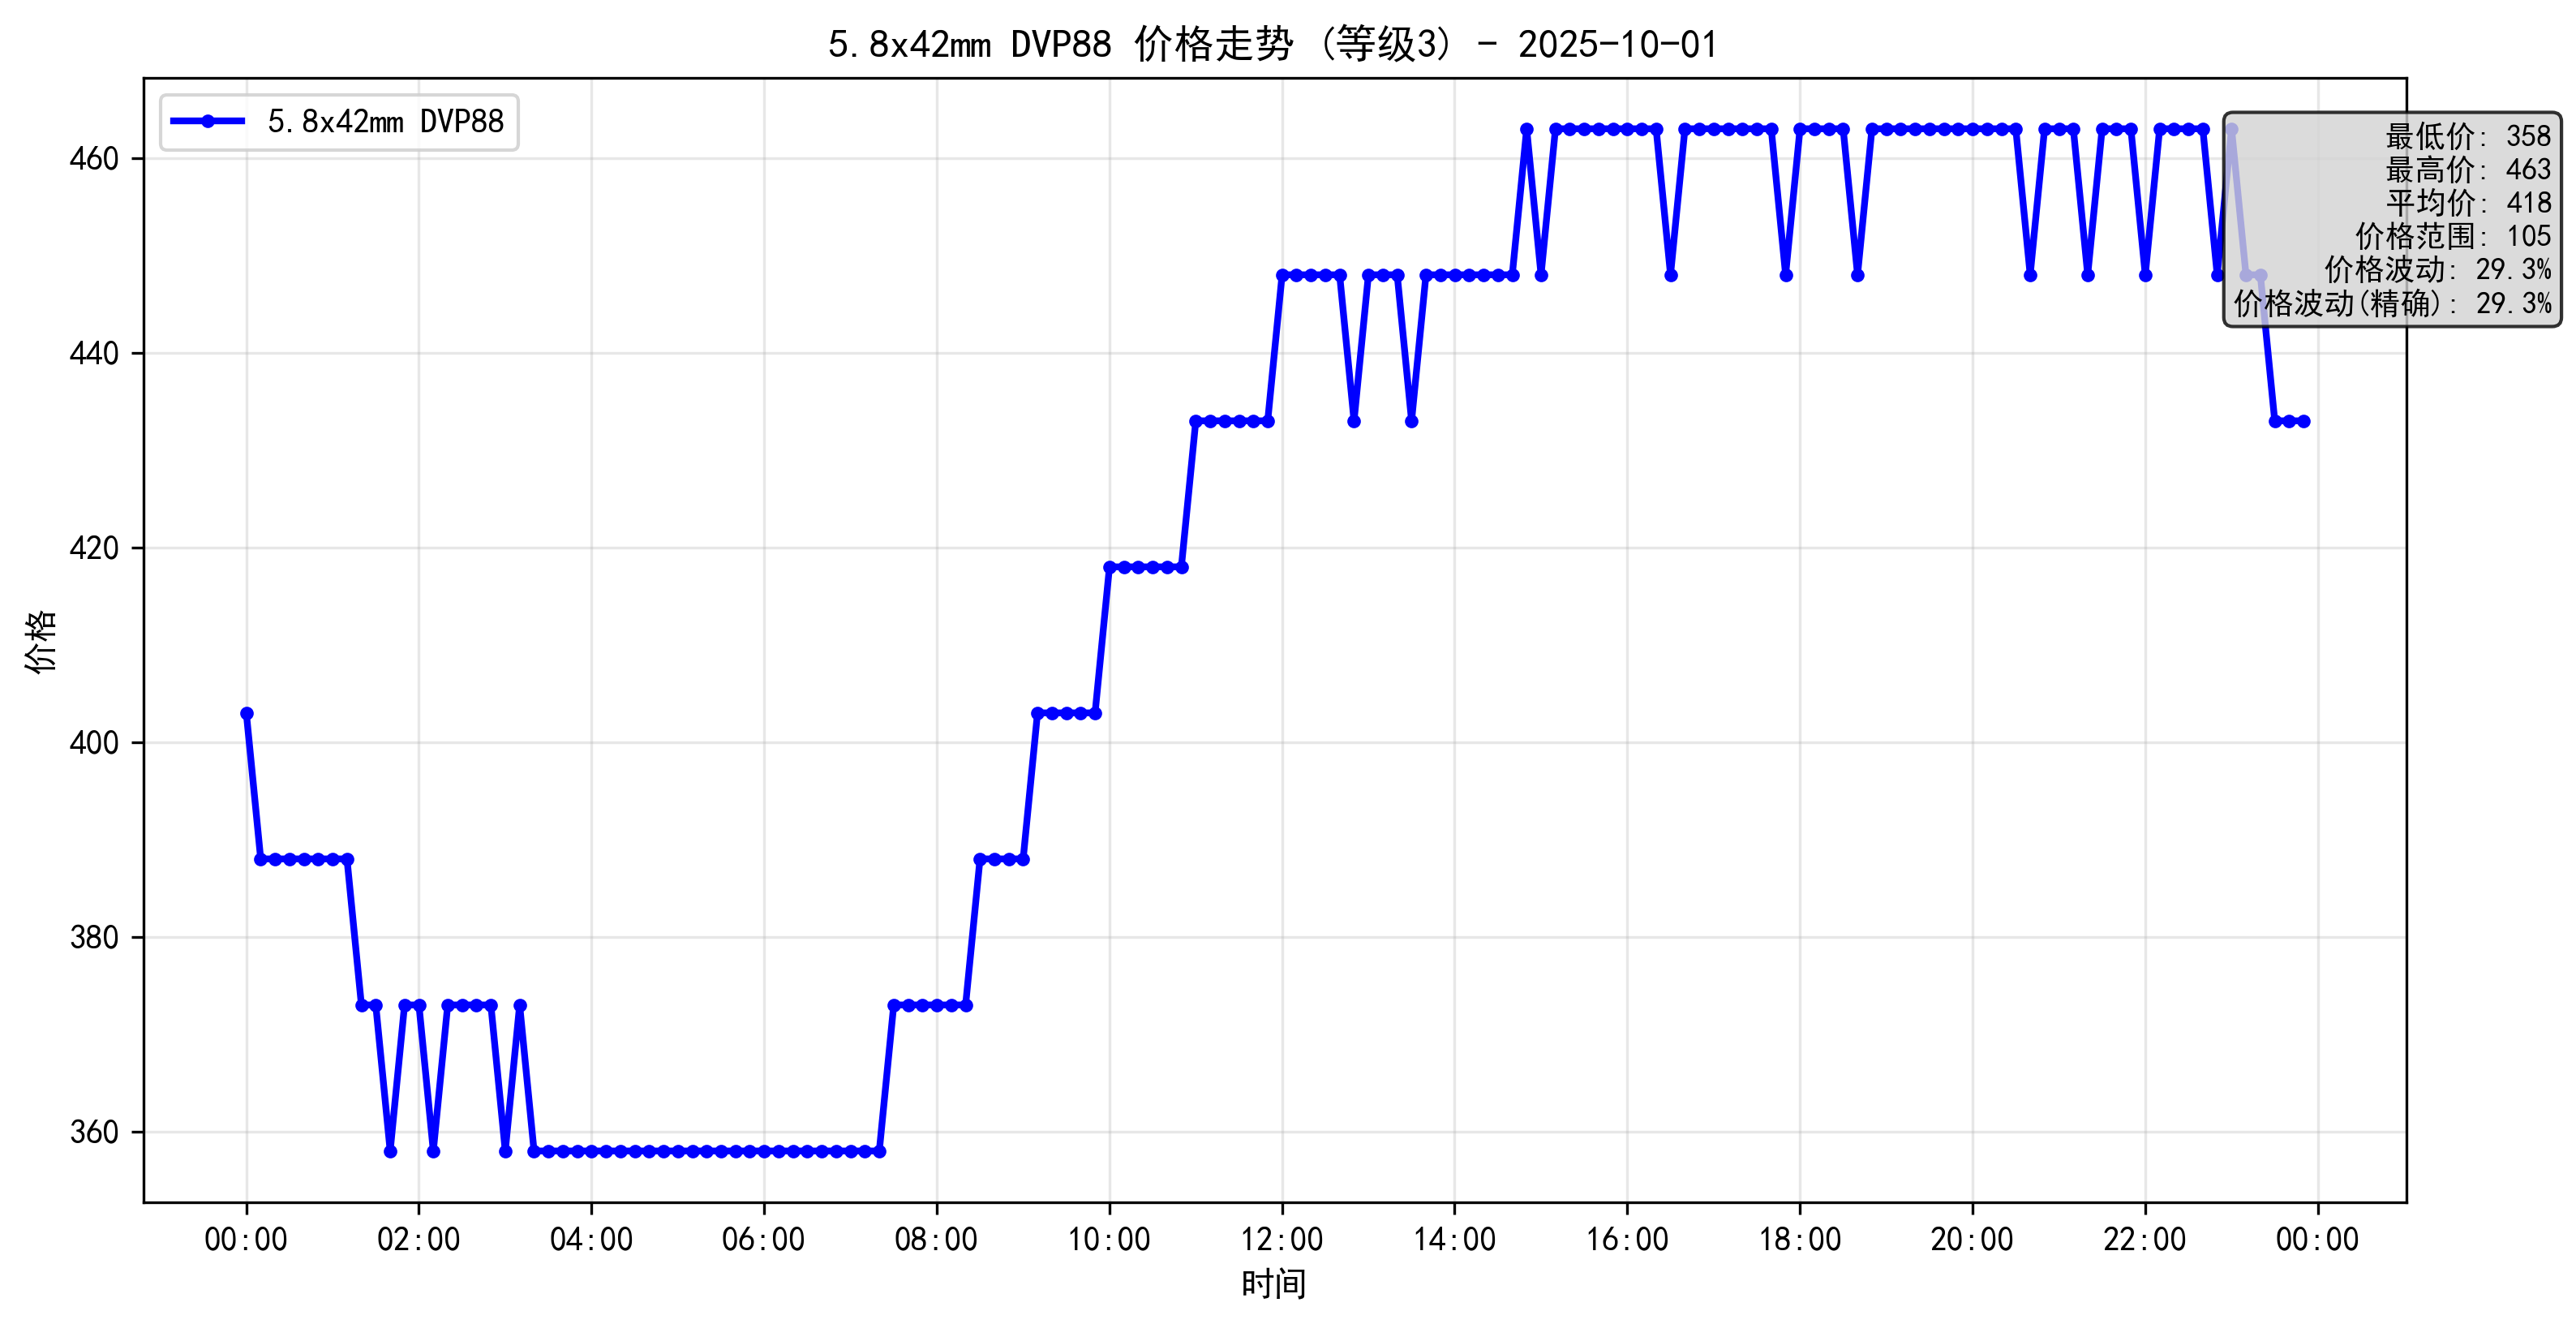 5.8x42mm DVP88 价格走势 (等级3) - 2025-10-01
5.8x42mm DVP88
最低价: 358
最高价: 463
平均价: 418
价格范围: 105
价格波动: 29.3%
价格波动(精确): 29.3%
460
440
420
400
380
360
价格
00:00 02:00 04:00 06:00 08:00 10:00 12:00 14:00 16:00 18:00 20:00 22:00 00:00
时间